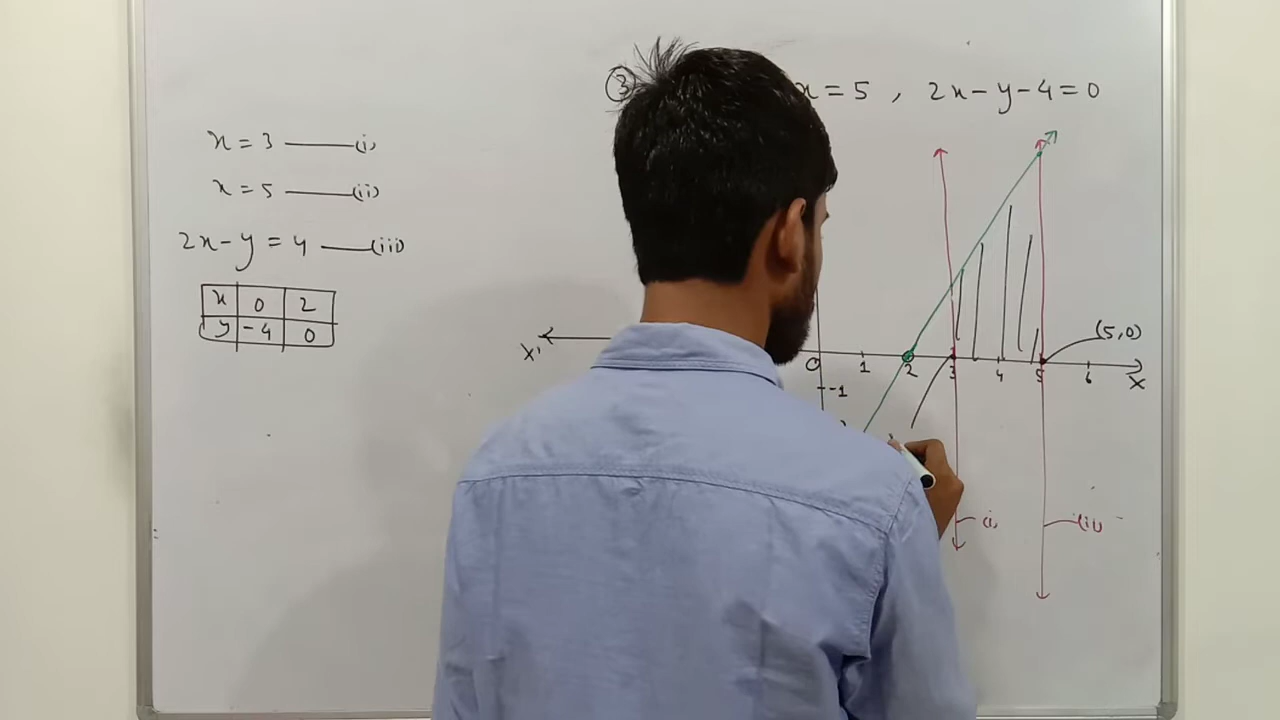 ③ x = 5 , 2x - y - 4 = 0
x = 3 —— (i)
x = 5 —— (ii)
2x - y = 4 —— (iii)
x 0 2
y -4 0
(5,0)
X' 0 1 2 3 4 5 6 X
-1
(i) (ii)